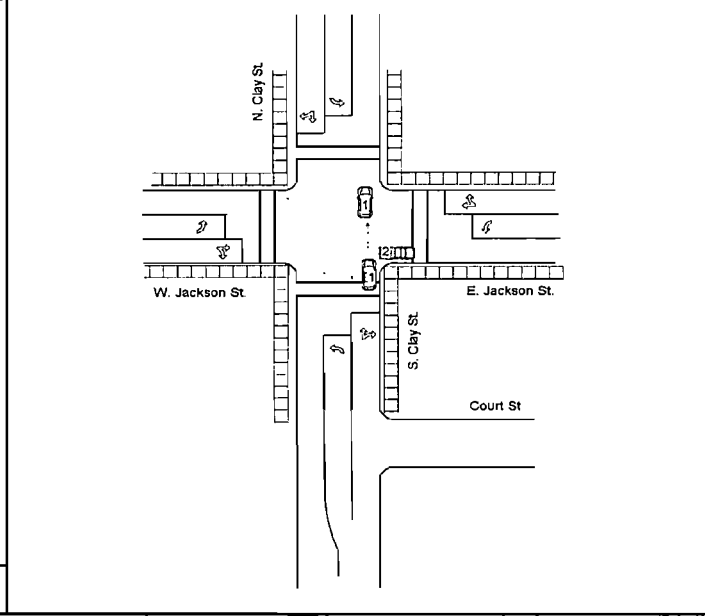 N. Clay St.
1
2
1
W. Jackson St.
E. Jackson St.
S. Clay St.
Court St